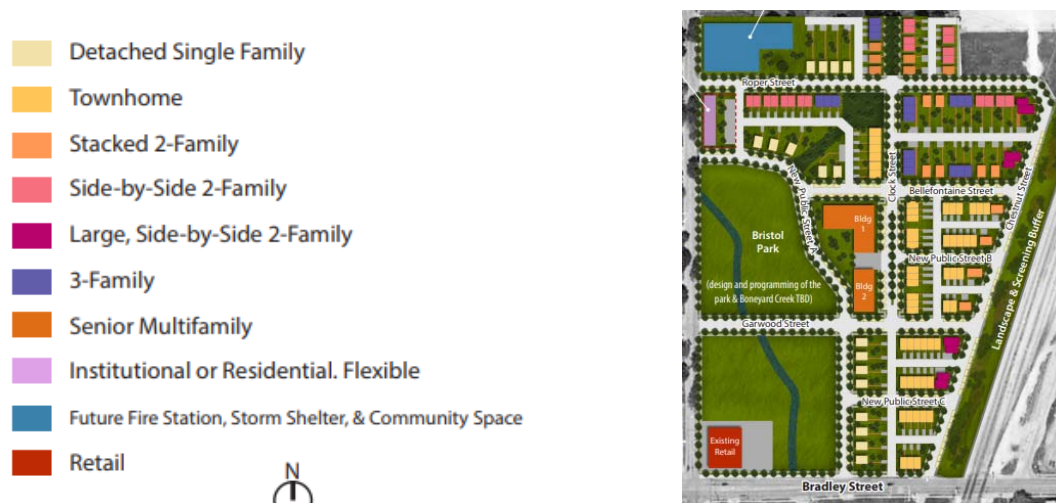 Detached Single Family
Townhome
Stacked 2-Family
Side-by-Side 2-Family
Large, Side-by-Side 2-Family
3-Family
Senior Multifamily
Institutional or Residential. Flexible
Future Fire Station, Storm Shelter, & Community Space
Retail
N
Roper Street
Clock Street
Bellefontaine Street
Chestnut Street
New Public Street A
Bldg
1
Bristol
Park
New Public Street B
(design and programming of the
park & Boneyard Creek TBD)
Bldg
2
Landscape & Screening Buffer
Garwood Street
New Public Street C
Existing
Retail
Bradley Street